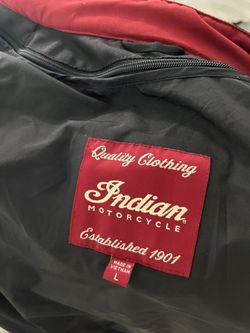 Quality Clothing
Indian
MOTORCYCLE
Established 1901
MADE IN
VIETNAM
L